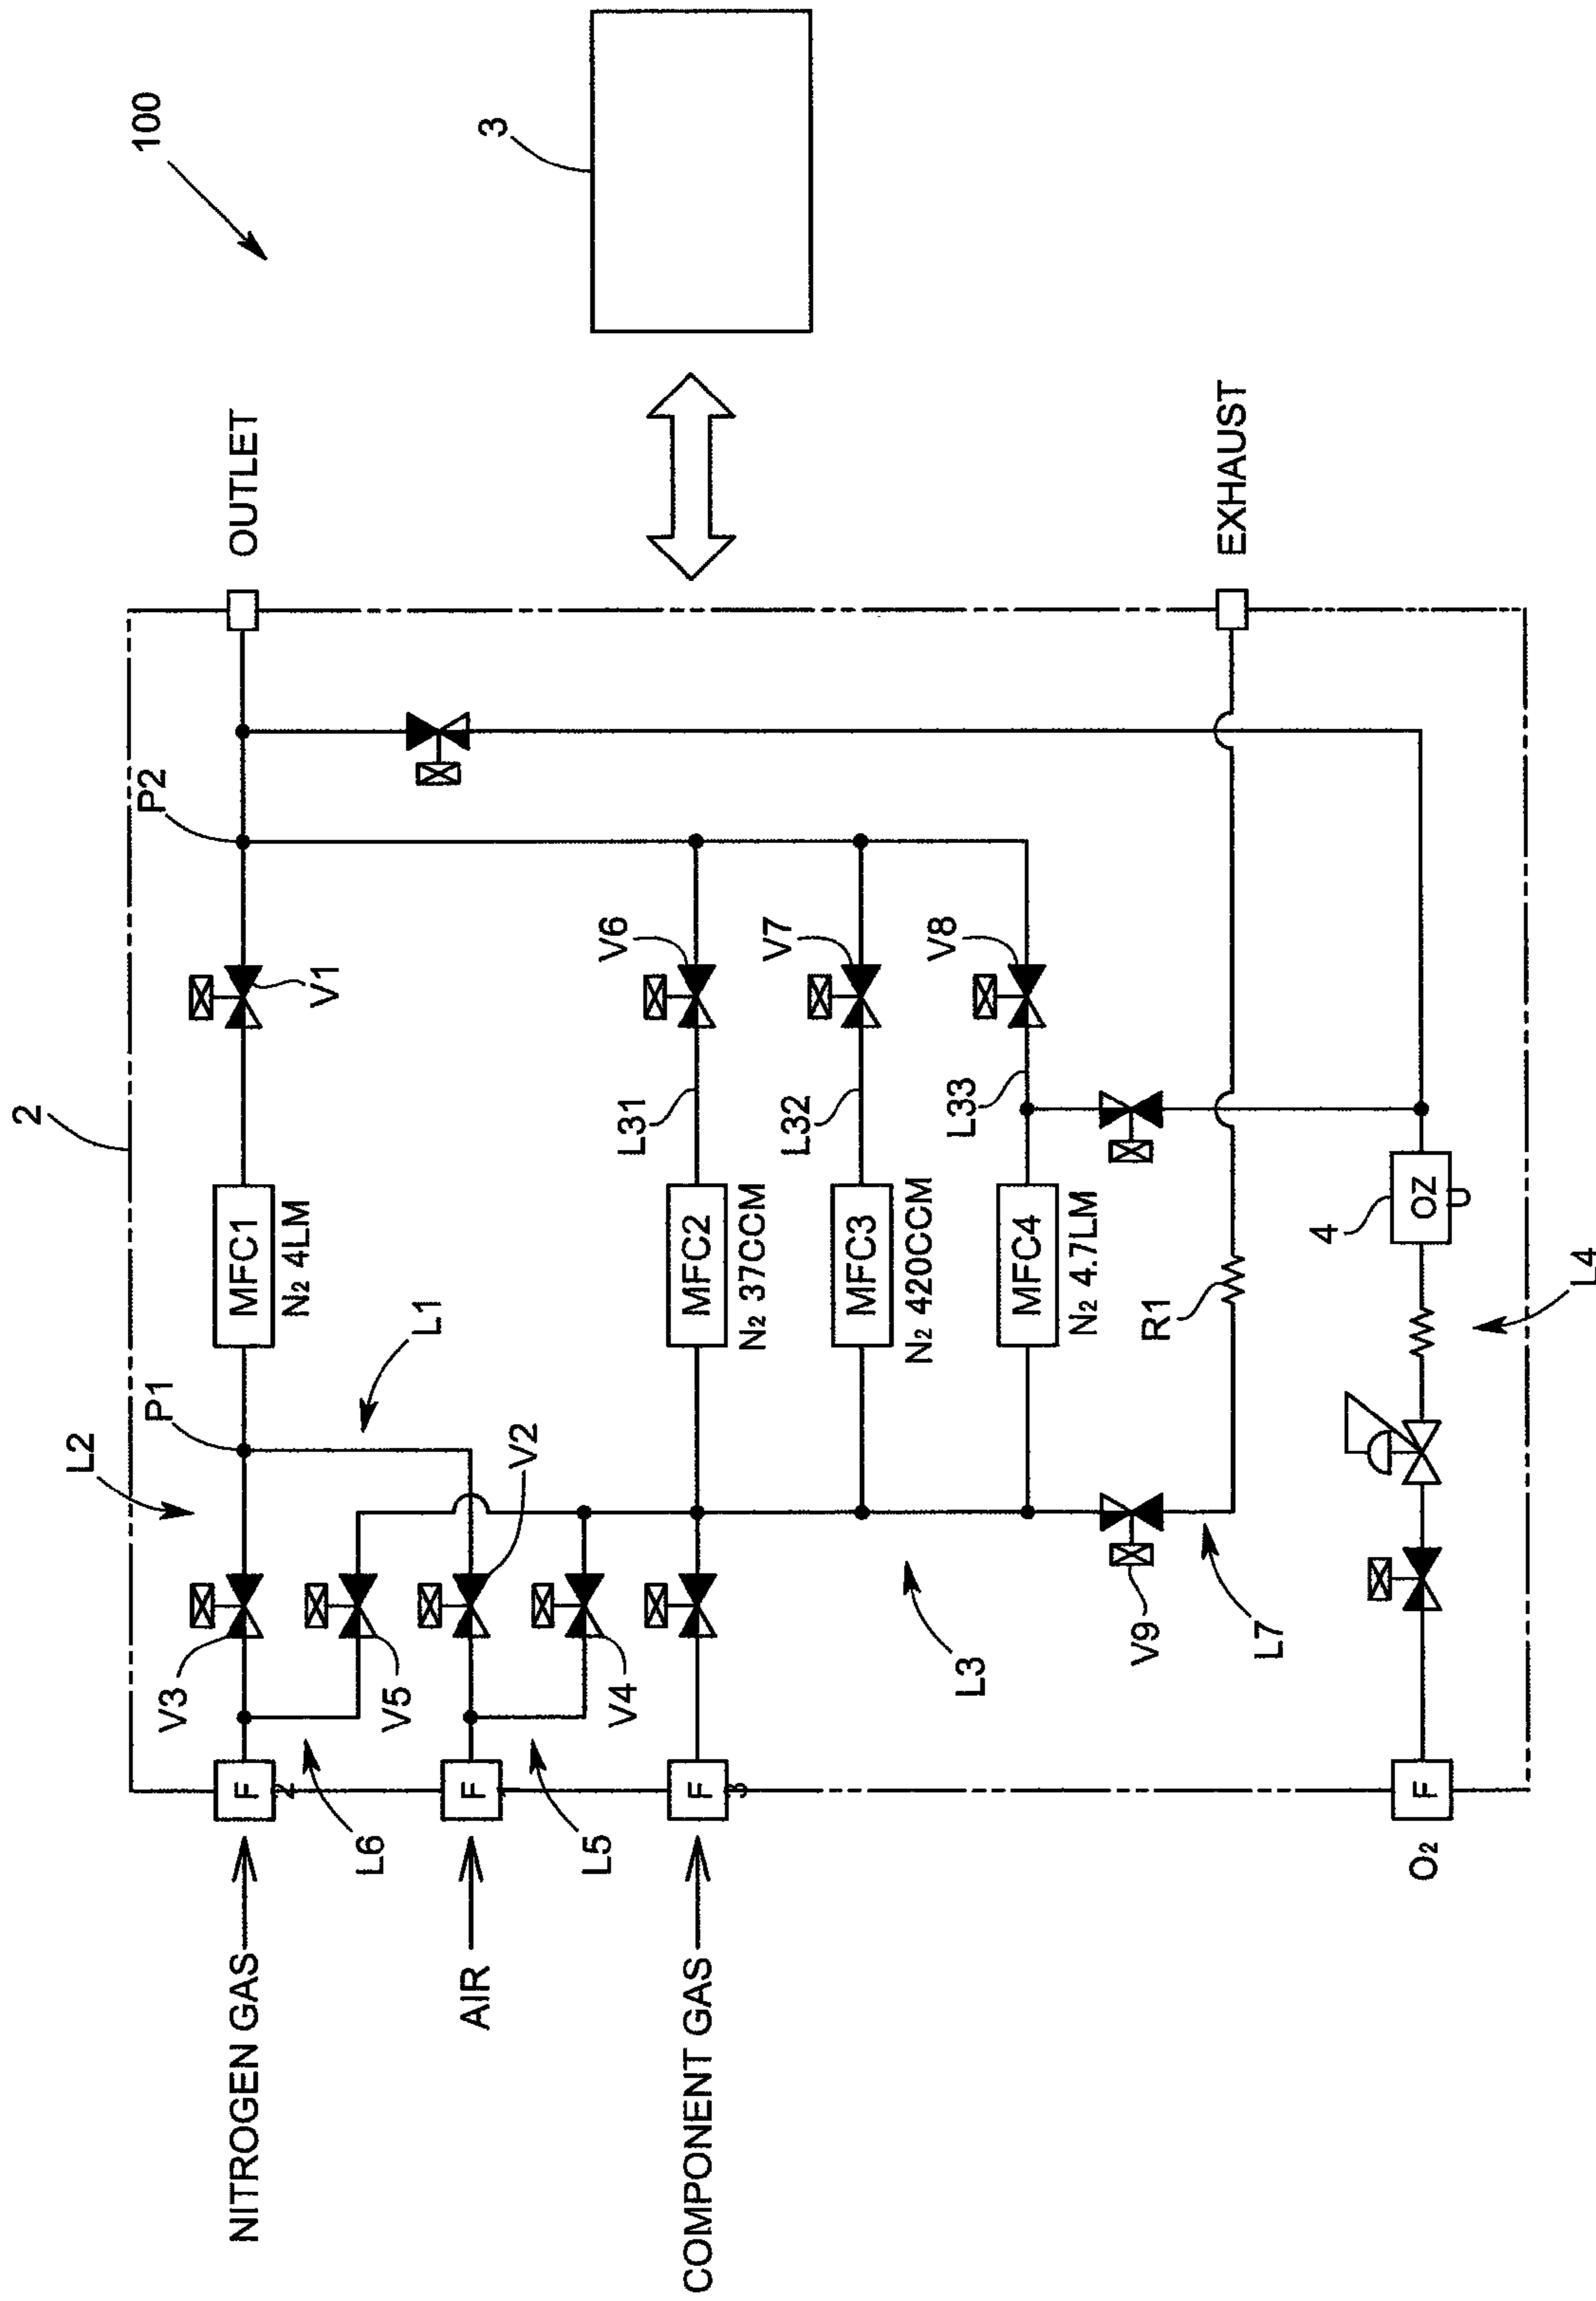 100
3
OUTLET
EXHAUST
2
P2
V1
V6
V7
V8
L31
L32
L33
MFC1
N₂ 4LM
MFC2
N₂ 37CCM
MFC3
N₂ 420CCM
MFC4
N₂ 4.7LM
R1
4
OZ
L4
P1
L1
L2
V2
V3
V5
V4
V9
L3
L7
L6
L5
F
2
F
F
3
F
NITROGEN GAS
AIR
COMPONENT GAS
O₂